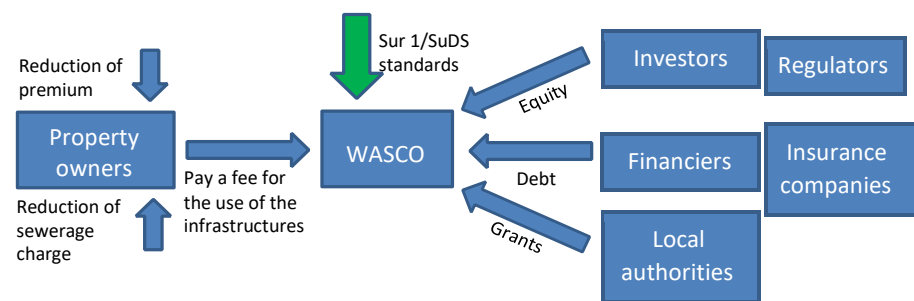 Reduction of
premium
Property
owners
Reduction of
sewerage
charge
Pay a fee for
the use of the
infrastructures
Sur 1/SuDS
standards
WASCO
Equity
Debt
Grants
Investors
Regulators
Financiers
Insurance
companies
Local
authorities